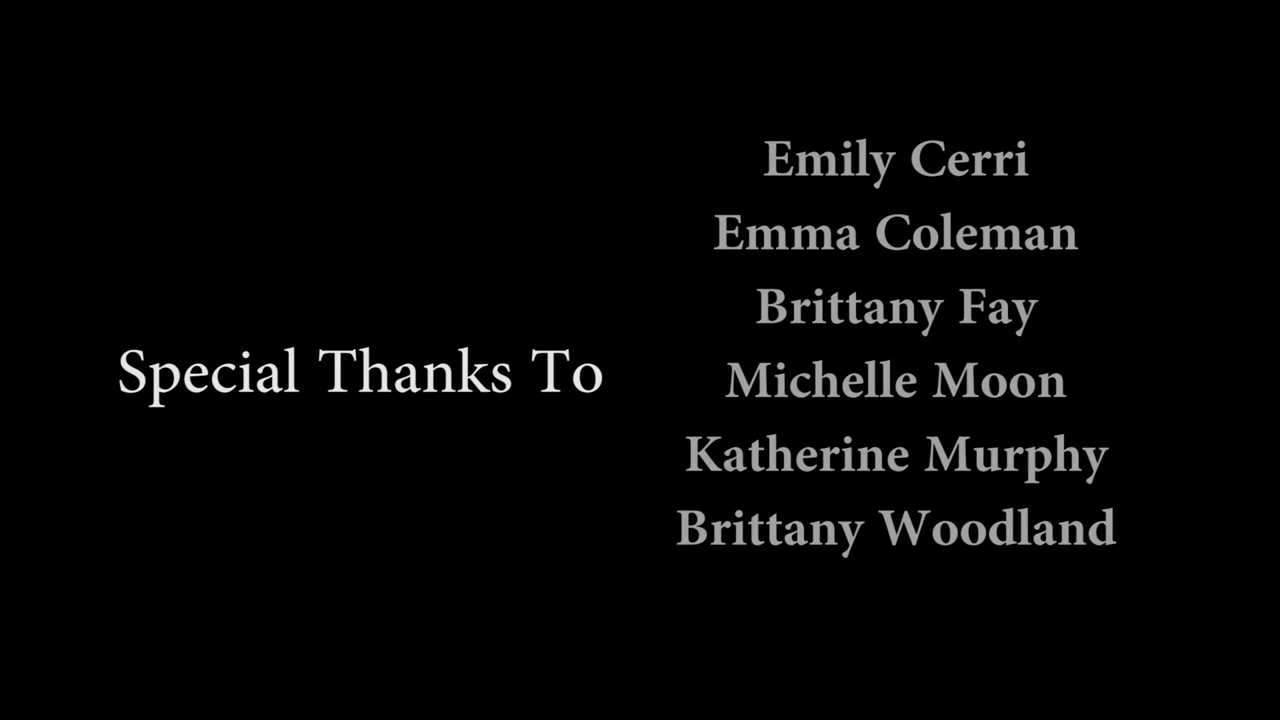 Special Thanks To
Emily Cerri
Emma Coleman
Brittany Fay
Michelle Moon
Katherine Murphy
Brittany Woodland